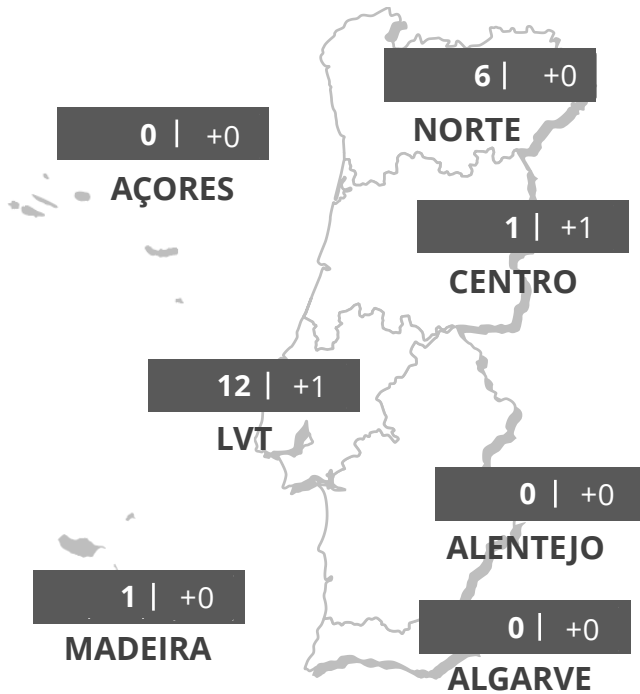 6 | +0
NORTE
0 | +0
AÇORES
1 | +1
CENTRO
12 | +1
LVT
0 | +0
ALENTEJO
1 | +0
MADEIRA
0 | +0
ALGARVE